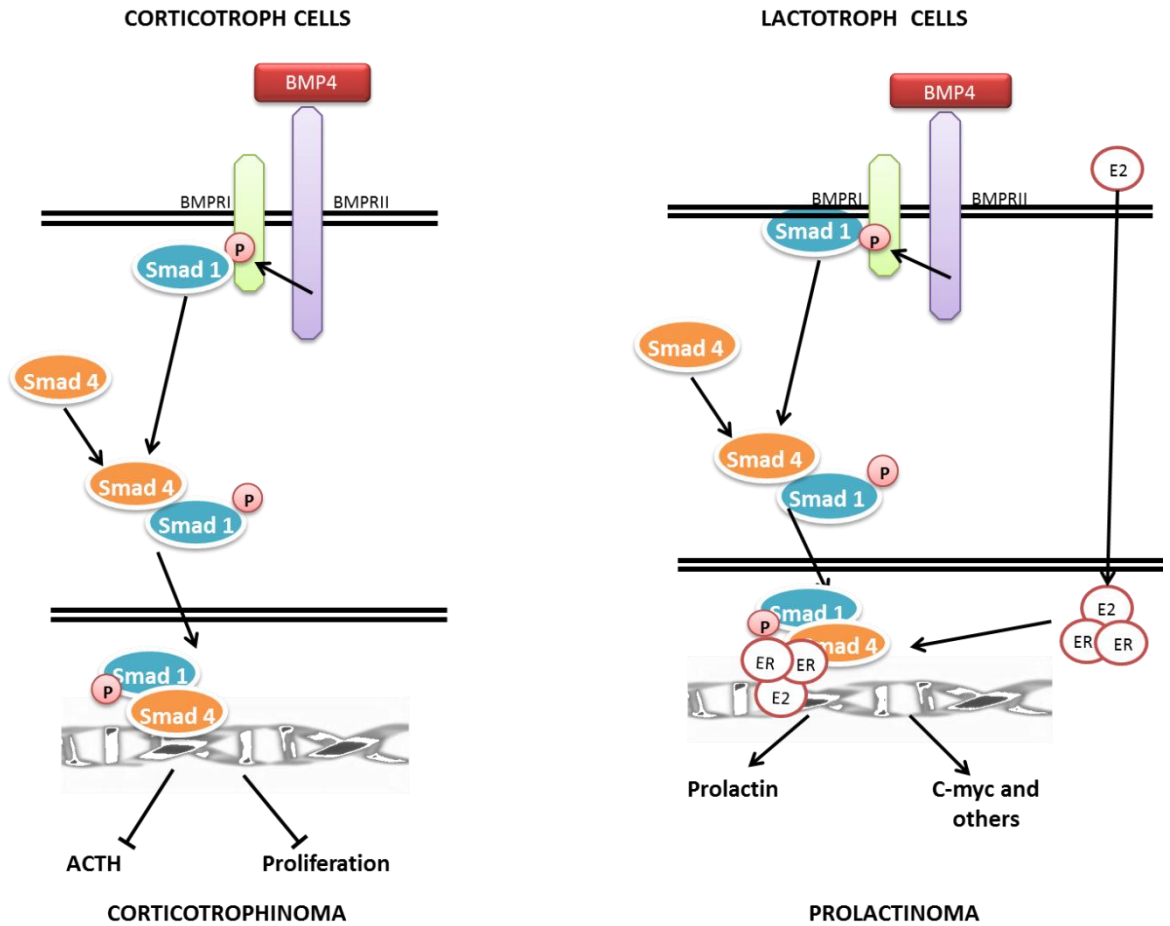 CORTICOTROPH CELLS
BMP4
BMPRI
BMPRII
P
Smad 1
Smad 4
Smad 4
P
Smad 1
Smad 1
P
Smad 4
ACTH
Proliferation
CORTICOTROPHINOMA
LACTOTROPH CELLS
BMP4
E2
BMPRI
BMPRII
Smad 1
P
Smad 4
Smad 4
P
Smad 1
Smad 1
P
Smad 4
ER
ER
E2
E2
ER
ER
Prolactin
C-myc and
others
PROLACTINOMA